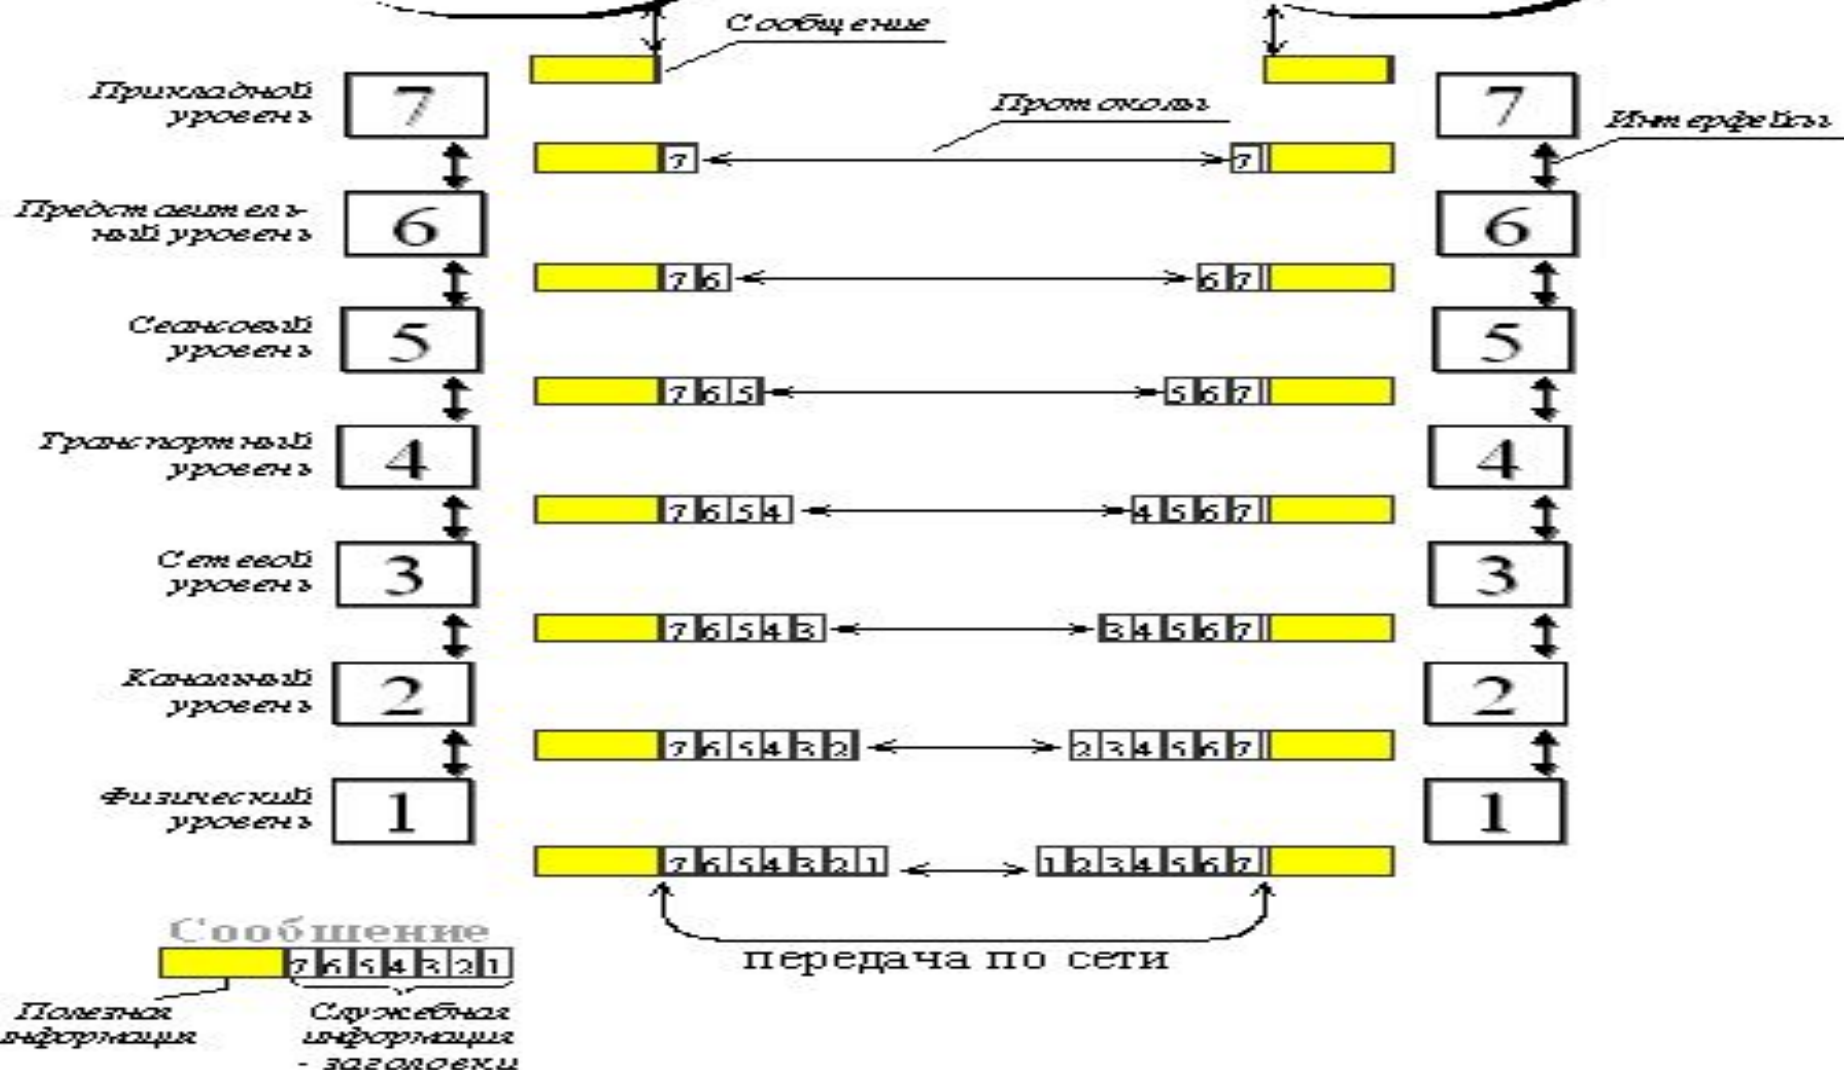 Сообщение
Прикладной
уровень
7
Протоколы
7
Интерфейсы
7
7
Представитель-
ный уровень
6
6
7 6
6 7
Сеансовый
уровень
5
5
7 6 5
5 6 7
Транспортный
уровень
4
4
7 6 5 4
4 5 6 7
Сетевой
уровень
3
3
7 6 5 4 3
3 4 5 6 7
Канальный
уровень
2
2
7 6 5 4 3 2
2 3 4 5 6 7
Физический
уровень
1
1
7 6 5 4 3 2 1
1 2 3 4 5 6 7
передача по сети
Сообщение
7 6 5 4 3 2 1
Полезная
нформация
Служебная
информация
- заголовки